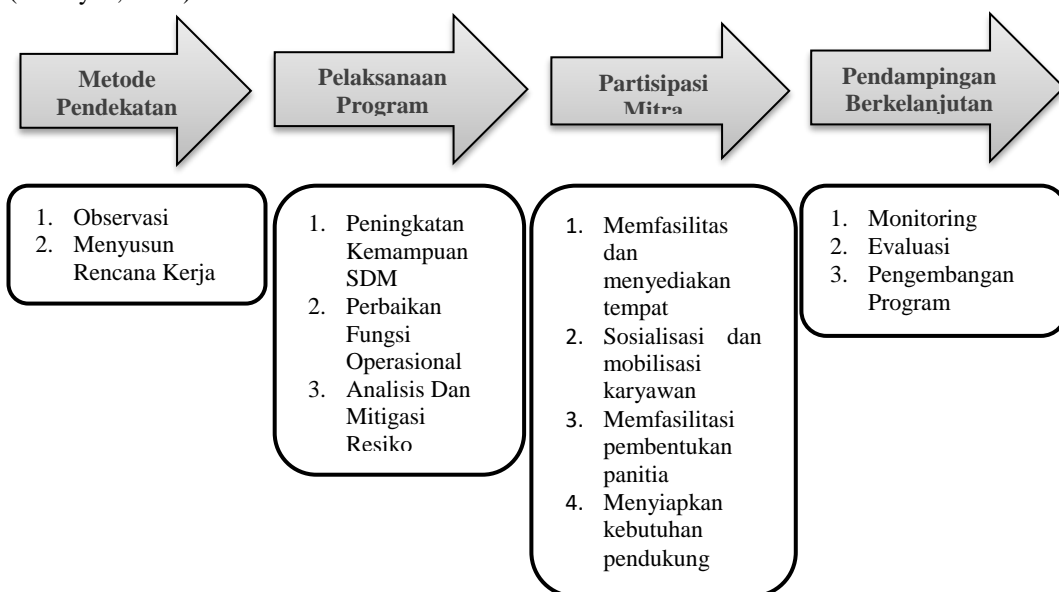 Metode
Pendekatan
Pelaksanaan
Program
Partisipasi
Mitra
Pendampingan
Berkelanjutan
1. Observasi
2. Menyusun
Rencana Kerja
1. Peningkatan
Kemampuan
SDM
2. Perbaikan
Fungsi
Operasional
3. Analisis Dan
Mitigasi
Resiko
1. Memfasilitas
dan
menyediakan
tempat
2. Sosialisasi dan
mobilisasi
karyawan
3. Memfasilitasi
pembentukan
panitia
4. Menyiapkan
kebutuhan
pendukung
1. Monitoring
2. Evaluasi
3. Pengembangan
Program